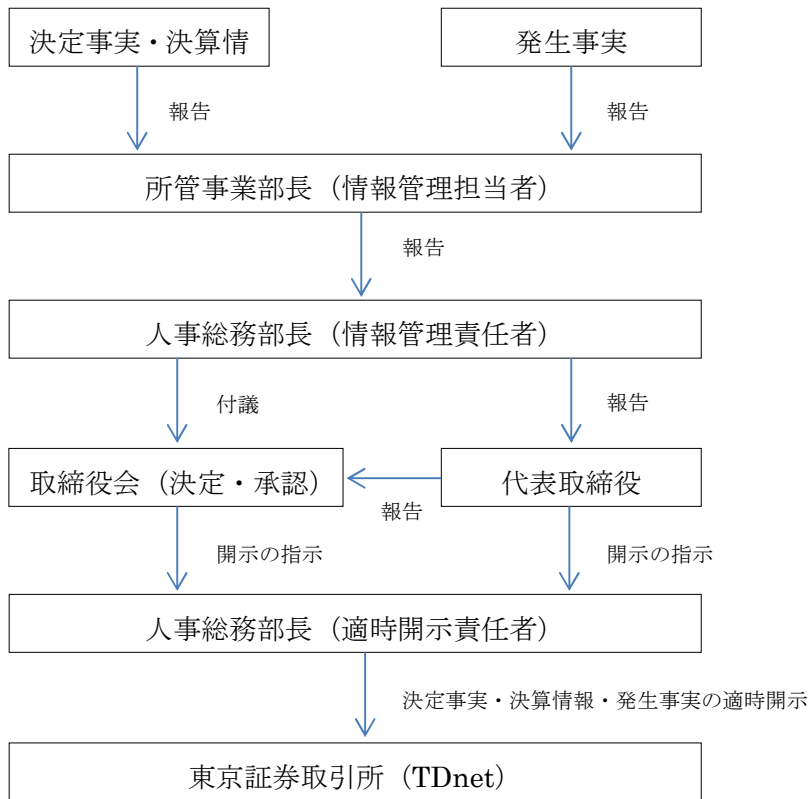 決定事実・決算情
発生事実
報告
報告
所管事業部長（情報管理担当者）
報告
人事総務部長（情報管理責任者）
付議
報告
取締役会（決定・承認）
代表取締役
報告
開示の指示
開示の指示
人事総務部長（適時開示責任者）
決定事実・決算情報・発生事実の適時開示
東京証券取引所（TDnet）